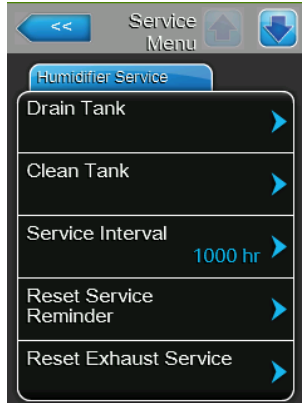 << Service
Menu
Humidifier Service
Drain Tank
Clean Tank
Service Interval
1000 hr
Reset Service
Reminder
Reset Exhaust Service